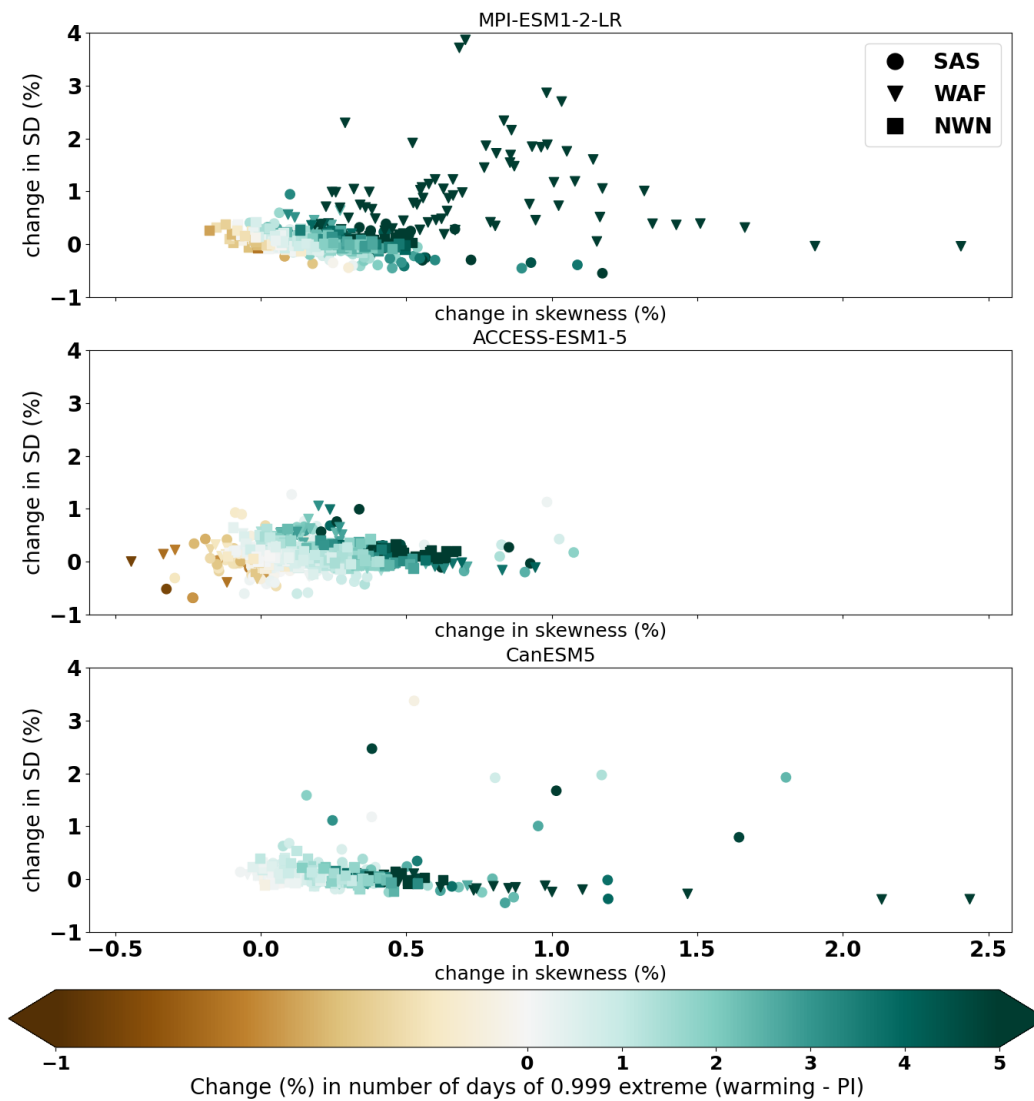 MPI-ESM1-2-LR
4
3
2
1
0
−1
change in SD (%)
SAS
WAF
NWN
change in skewness (%)
ACCESS-ESM1-5
4
3
2
1
0
−1
change in SD (%)
change in skewness (%)
CanESM5
4
3
2
1
0
−1
change in SD (%)
−0.5 0.0 0.5 1.0 1.5 2.0 2.5
change in skewness (%)
−1 0 1 2 3 4 5
Change (%) in number of days of 0.999 extreme (warming - PI)